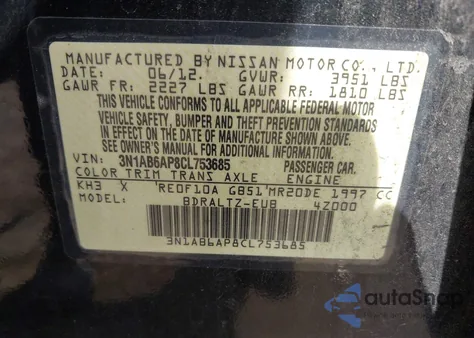 MANUFACTURED BY NISSAN MOTOR CO., LTD.
DATE: 06/12. GVWR: 3951 LBS
GAWR FR: 2227 LBS GAWR RR: 1810 LBS
THIS VEHICLE CONFORMS TO ALL APPLICABLE FEDERAL MOTOR
VEHICLE SAFETY, BUMPER AND THEFT PREVENTION STANDARDS
IN EFFECT ON THE DATE OF MANUFACTURE SHOWN ABOVE.
SEE OWNER'S MANUAL FOR ADDITIONAL INFORMATION.
VIN: 3N1AB6AP8CL753685 PASSENGER CAR
COLOR TRIM TRANS AXLE ENGINE
KH3 X RE0F10A GB51 MR20DE 1997 CC
MODEL: BDRALTZ-EUB 4Z000
3N1AB6AP8CL753685
autoSnap